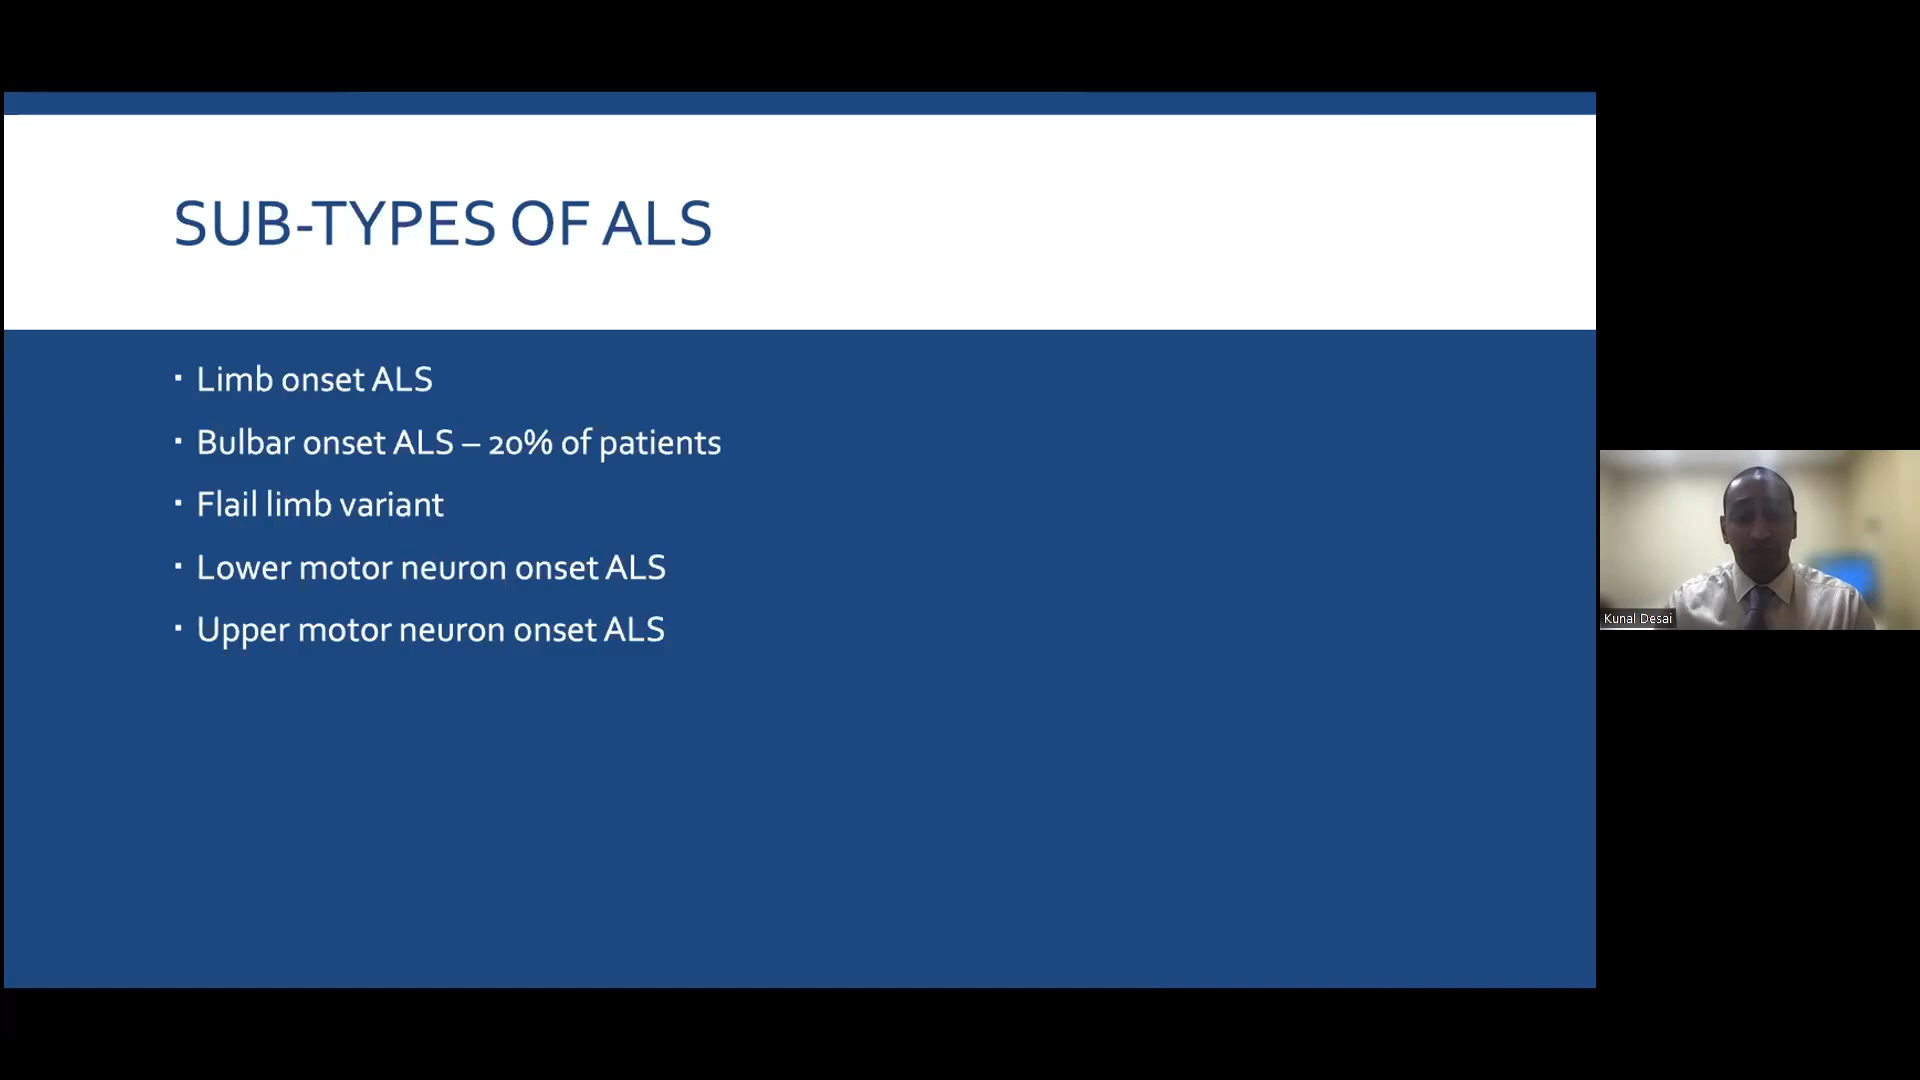 SUB-TYPES OF ALS
▪ Limb onset ALS
▪ Bulbar onset ALS – 20% of patients
▪ Flail limb variant
▪ Lower motor neuron onset ALS
▪ Upper motor neuron onset ALS
Kunal Desai